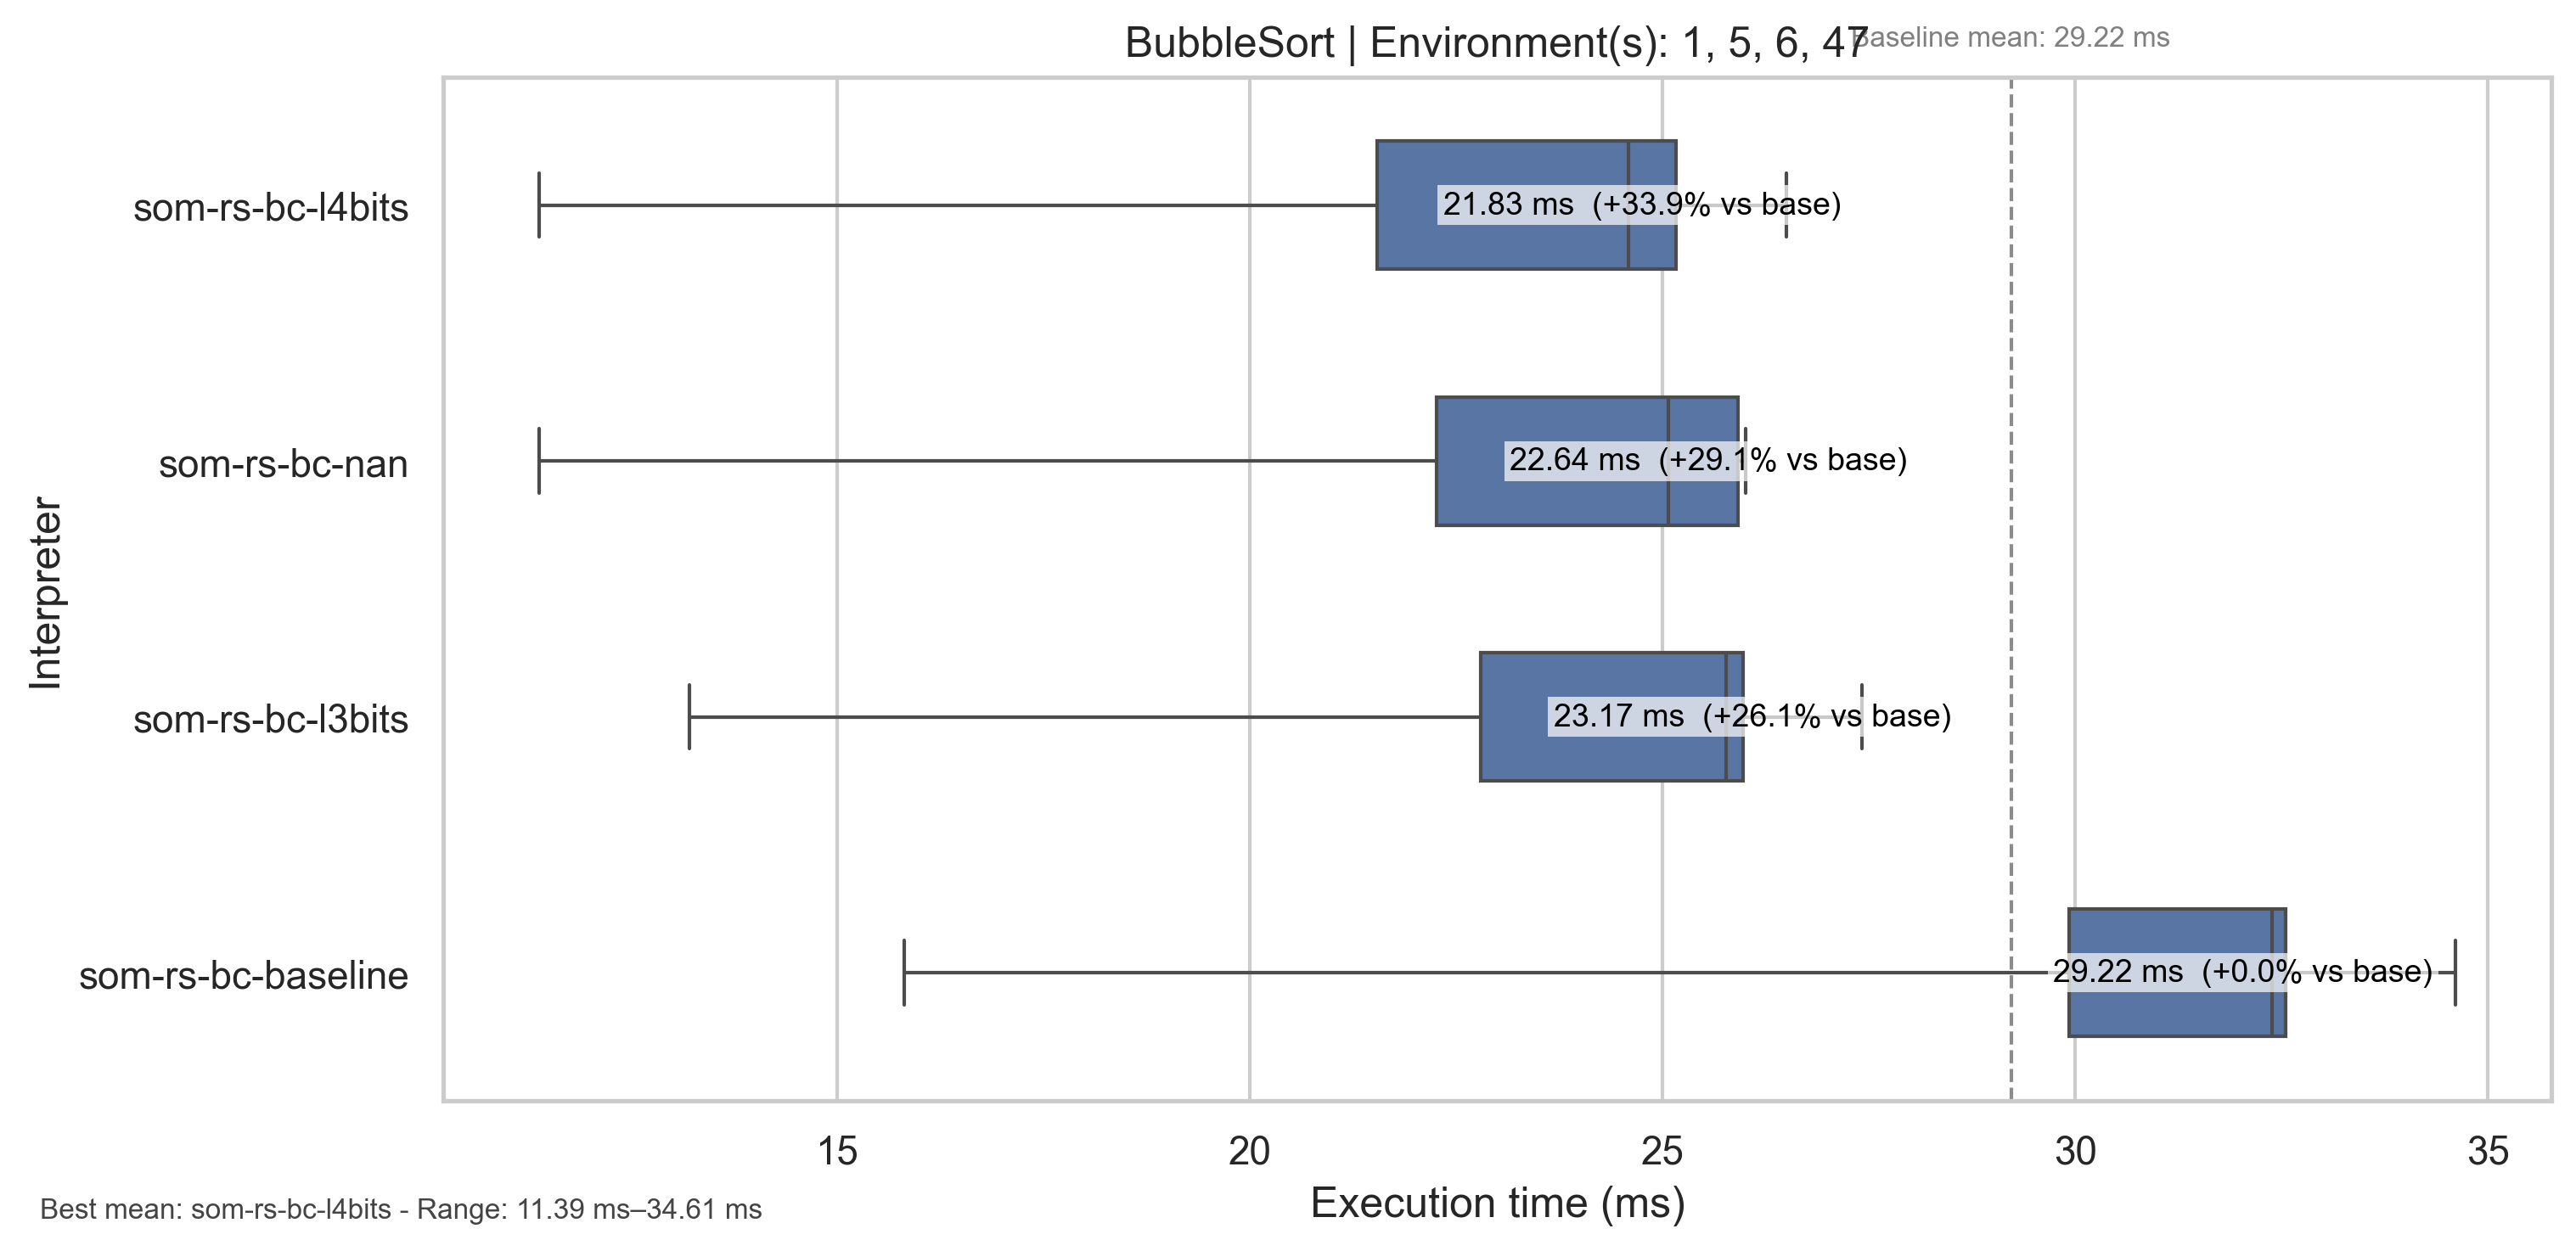 BubbleSort | Environment(s): 1, 5, 6, 47
Baseline mean: 29.22 ms
Interpreter
som-rs-bc-l4bits
21.83 ms (+33.9% vs base)
som-rs-bc-nan
22.64 ms (+29.1% vs base)
som-rs-bc-l3bits
23.17 ms (+26.1% vs base)
som-rs-bc-baseline
29.22 ms (+0.0% vs base)
15 20 25 30 35
Execution time (ms)
Best mean: som-rs-bc-l4bits - Range: 11.39 ms–34.61 ms